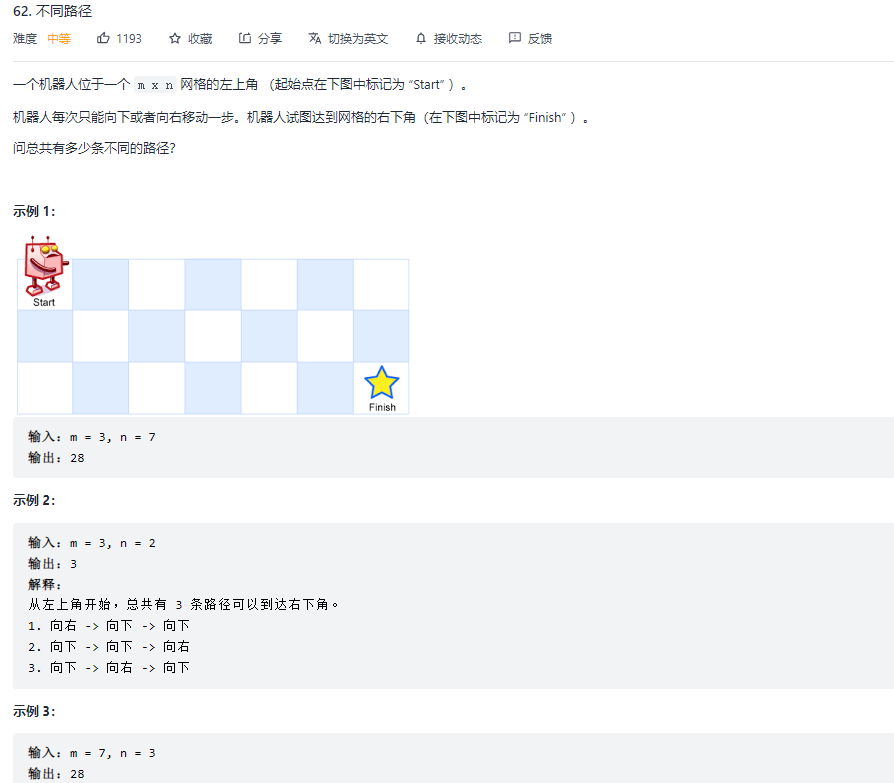 62. 不同路径
难度 中等 1193 收藏 分享 切换为英文 接收动态 反馈
一个机器人位于一个 m x n 网格的左上角 （起始点在下图中标记为 “Start” ）。
机器人每次只能向下或者向右移动一步。机器人试图达到网格的右下角（在下图中标记为 “Finish” ）。
问总共有多少条不同的路径？
示例 1：
Start
Finish
输入：m = 3, n = 7
输出：28
示例 2：
输入：m = 3, n = 2
输出：3
解释：
从左上角开始，总共有 3 条路径可以到达右下角。
1. 向右 -> 向下 -> 向下
2. 向下 -> 向下 -> 向右
3. 向下 -> 向右 -> 向下
示例 3：
输入：m = 7, n = 3
输出：28